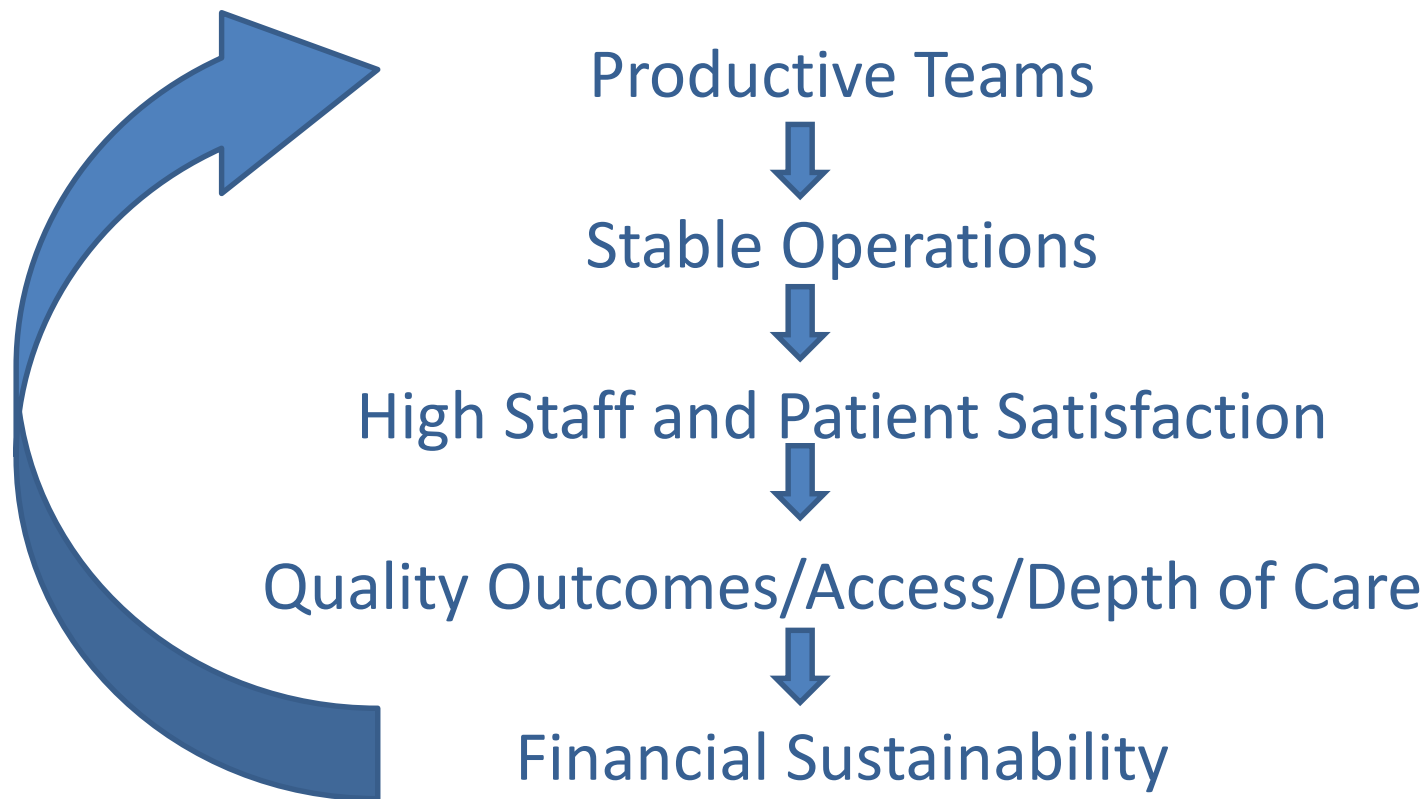 Productive Teams
Stable Operations
High Staff and Patient Satisfaction
Quality Outcomes/Access/Depth of Care
Financial Sustainability